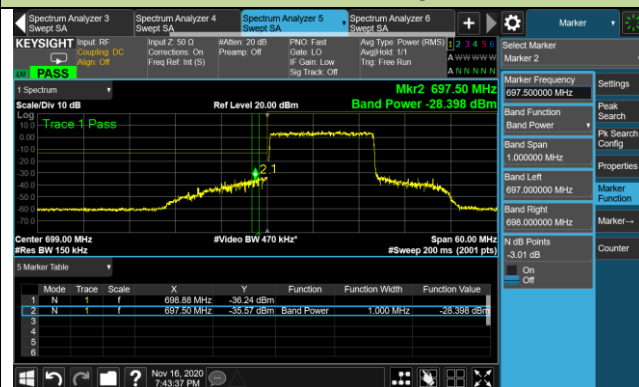 Spectrum Analyzer 3
Swept SA
Spectrum Analyzer 4
Swept SA
Spectrum Analyzer 5
Swept SA
Spectrum Analyzer 6
Swept SA
+
Marker
KEYSIGHT
Input: RF
Coupling: DC
Align: Off
Input Z: 50 Ω
Corrections: On
Freq Ref: Int (S)
#Atten: 20 dB
Preamp: Off
PNO: Fast
Gate: LO
IF Gain: Low
Sig Track: Off
Avg Type: Power (RMS)
Avg|Hold: 1/1
Trig: Free Run
1 2 3 4 5 6
A W W W W W
A N N N N N
PASS
Select Marker
Marker 2
1 Spectrum
Scale/Div 10 dB
Ref Level 20.00 dBm
Mkr2 697.50 MHz
Band Power -28.398 dBm
Log
Trace 1 Pass
10.0
0.00
-10.0
-20.0
-30.0
-40.0
-50.0
-60.0
-70.0
2
1
Center 699.00 MHz
#Res BW 150 kHz
#Video BW 470 kHz*
Span 60.00 MHz
#Sweep 200 ms (2001 pts)
Marker Frequency
697.500000 MHz
Band Function
Band Power
Band Span
1.000000 MHz
Band Left
697.000000 MHz
Band Right
698.000000 MHz
N dB Points
-3.01 dB
On
Off
Settings
Peak
Search
Pk Search
Config
Properties
Marker
Function
Marker→
Counter
5 Marker Table
Mode Trace Scale X Y Function Function Width Function Value
1 N 1 f 698.88 MHz -36.24 dBm
2 N 1 f 697.50 MHz -35.57 dBm Band Power 1.000 MHz -28.398 dBm
3
4
5
6
?
Nov 16, 2020
7:43:37 PM